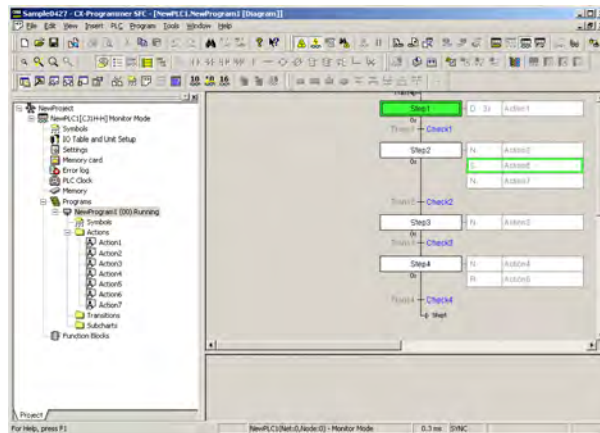 Sample0427 - CX-Programmer SFC - [NewPLC1.NewProgram1 [Diagram]]
File Edit View Insert PLC Program Tools Window Help
NewProject
NewPLC1[CJ1H-H] Monitor Mode
Symbols
IO Table and Unit Setup
Settings
Memory card
Error log
PLC Clock
Memory
Programs
NewProgram1 (00) Running
Symbols
Actions
Action1
Action2
Action3
Action4
Action5
Action6
Action7
Transitions
Subcharts
Function Blocks
Project
Step1 D 3s Action1
0s
Check1
Step2 N Action2
0s S Action6
N Action7
Check2
Step3 N
0s
Check3
Step4 N Action4
0s R
Check4
Step1
For Help, press F1
NewPLC1(Net:0,Node:0) - Monitor Mode
0.3 ms
SYNC